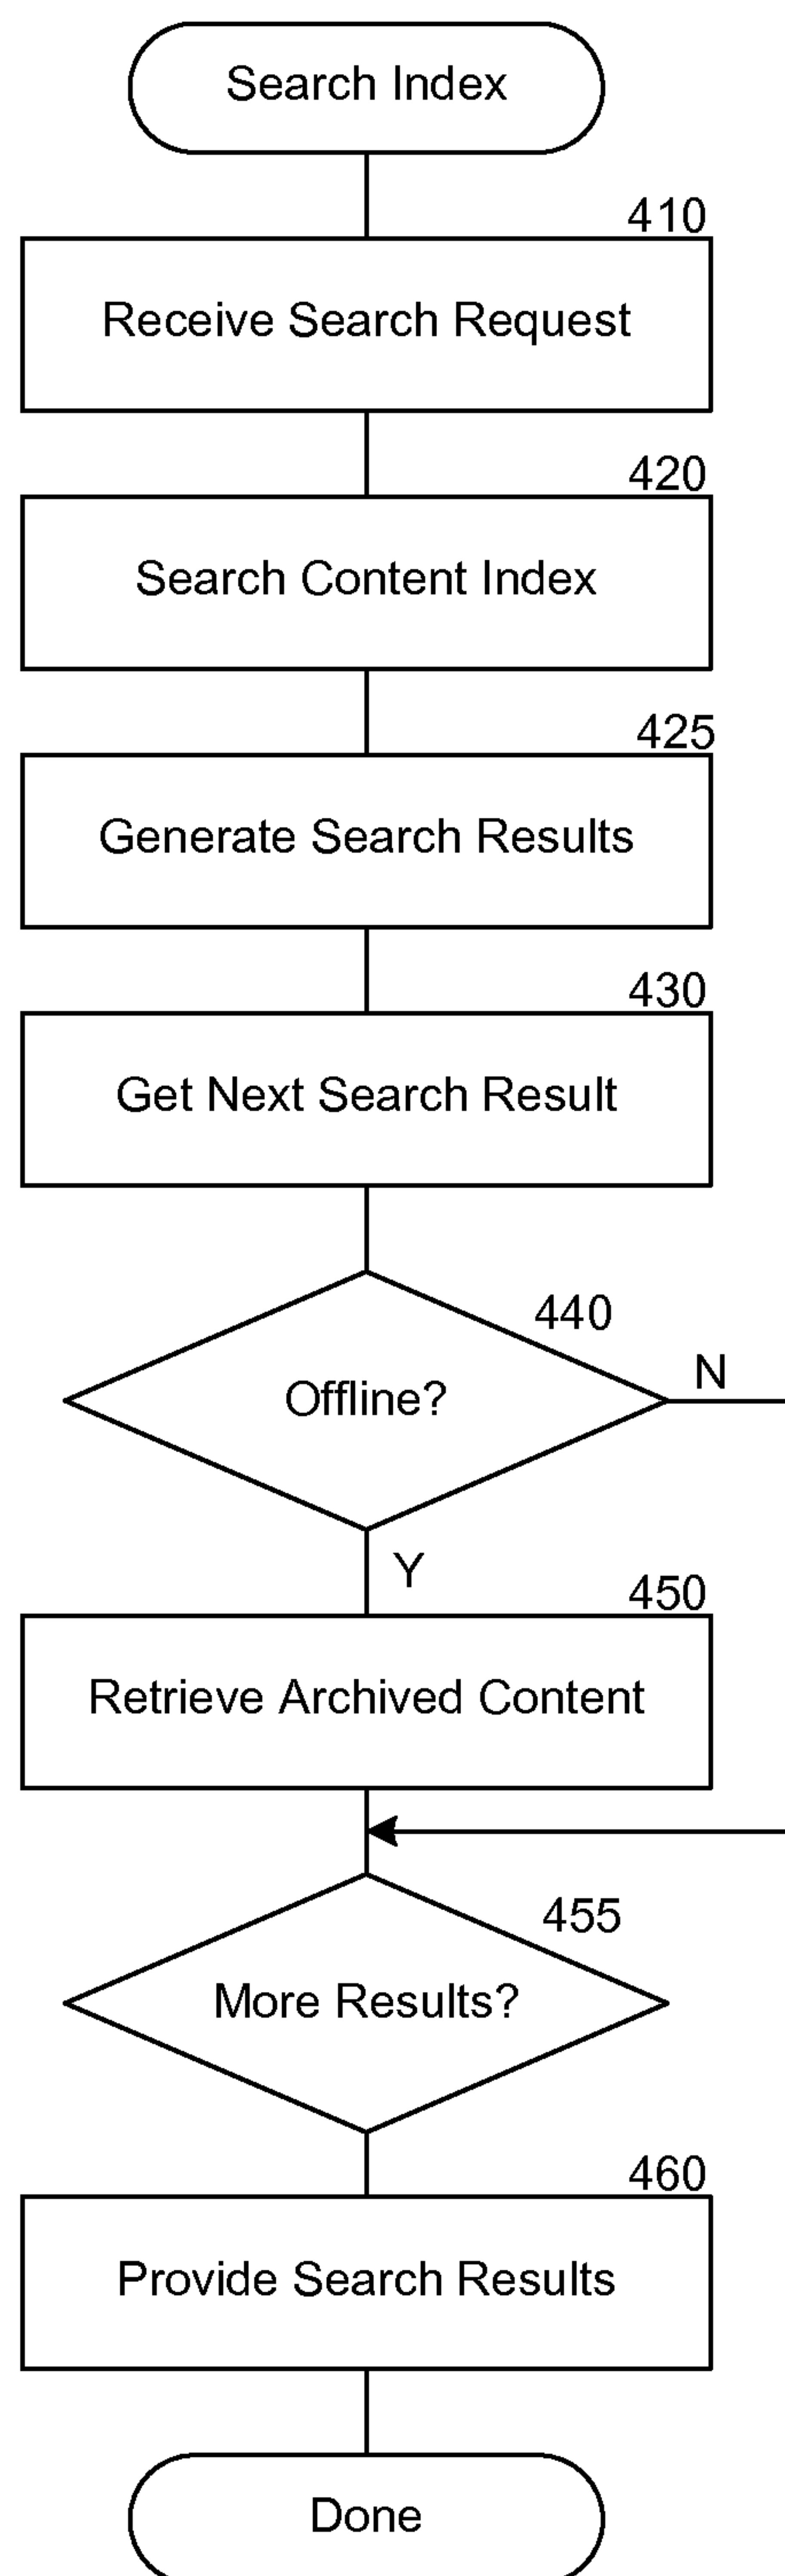 Search Index
410
Receive Search Request
420
Search Content Index
425
Generate Search Results
430
Get Next Search Result
440
Offline?
N
Y
450
Retrieve Archived Content
455
More Results?
460
Provide Search Results
Done